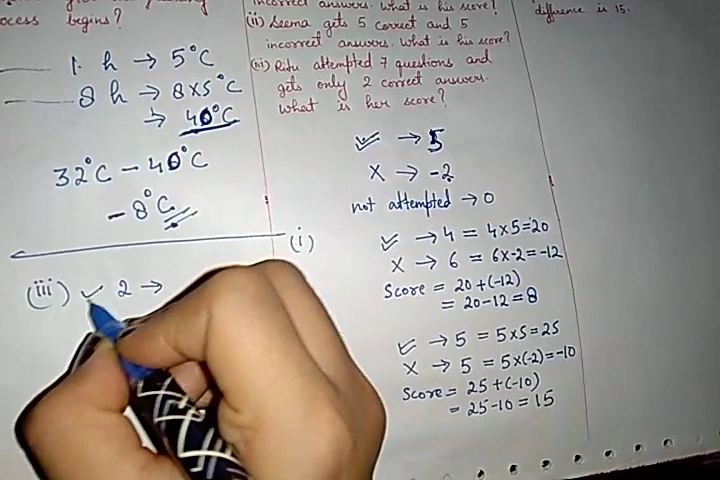 ocess begins?
1 h → 5°C
8 h → 8×5°C
→ 40°C
32°C - 40°C
-8°C
(iii) ✓ 2 →
incorrect answers. What is his score?
(ii) Seema gets 5 correct and 5
incorrect answers. What is his score?
(iii) Ritu attempted 7 questions and
gets only 2 correct answers.
What is her score?
✓ → 5
X → -2
not attempted → 0
(i)
✓ → 4 = 4×5=20
X → 6 = 6x-2=-12
Score = 20+(-12)
= 20-12=8
✓ → 5 = 5×5=25
X → 5 = 5×(-2)=-10
Score = 25+(-10)
= 25-10=15
difference is 15.